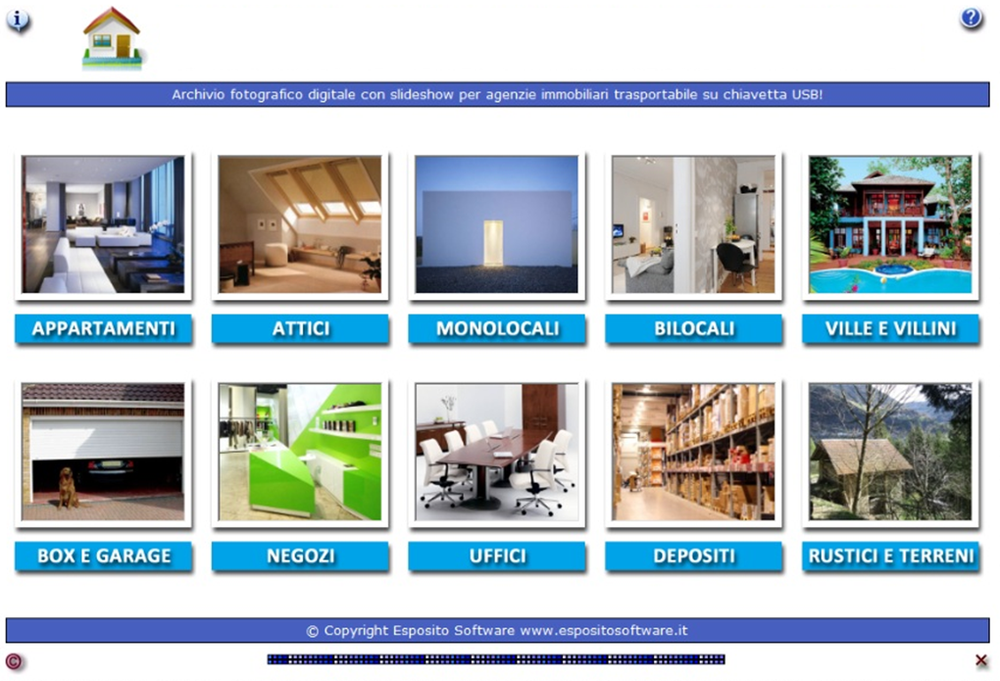 Archivio fotografico digitale con slideshow per agenzie immobiliari trasportabile su chiavetta USB!
APPARTAMENTI
ATTICI
MONOLOCALI
BILOCALI
VILLE E VILLINI
BOX E GARAGE
NEGOZI
UFFICI
DEPOSITI
RUSTICI E TERRENI
© Copyright Esposito Software www.espositosoftware.it